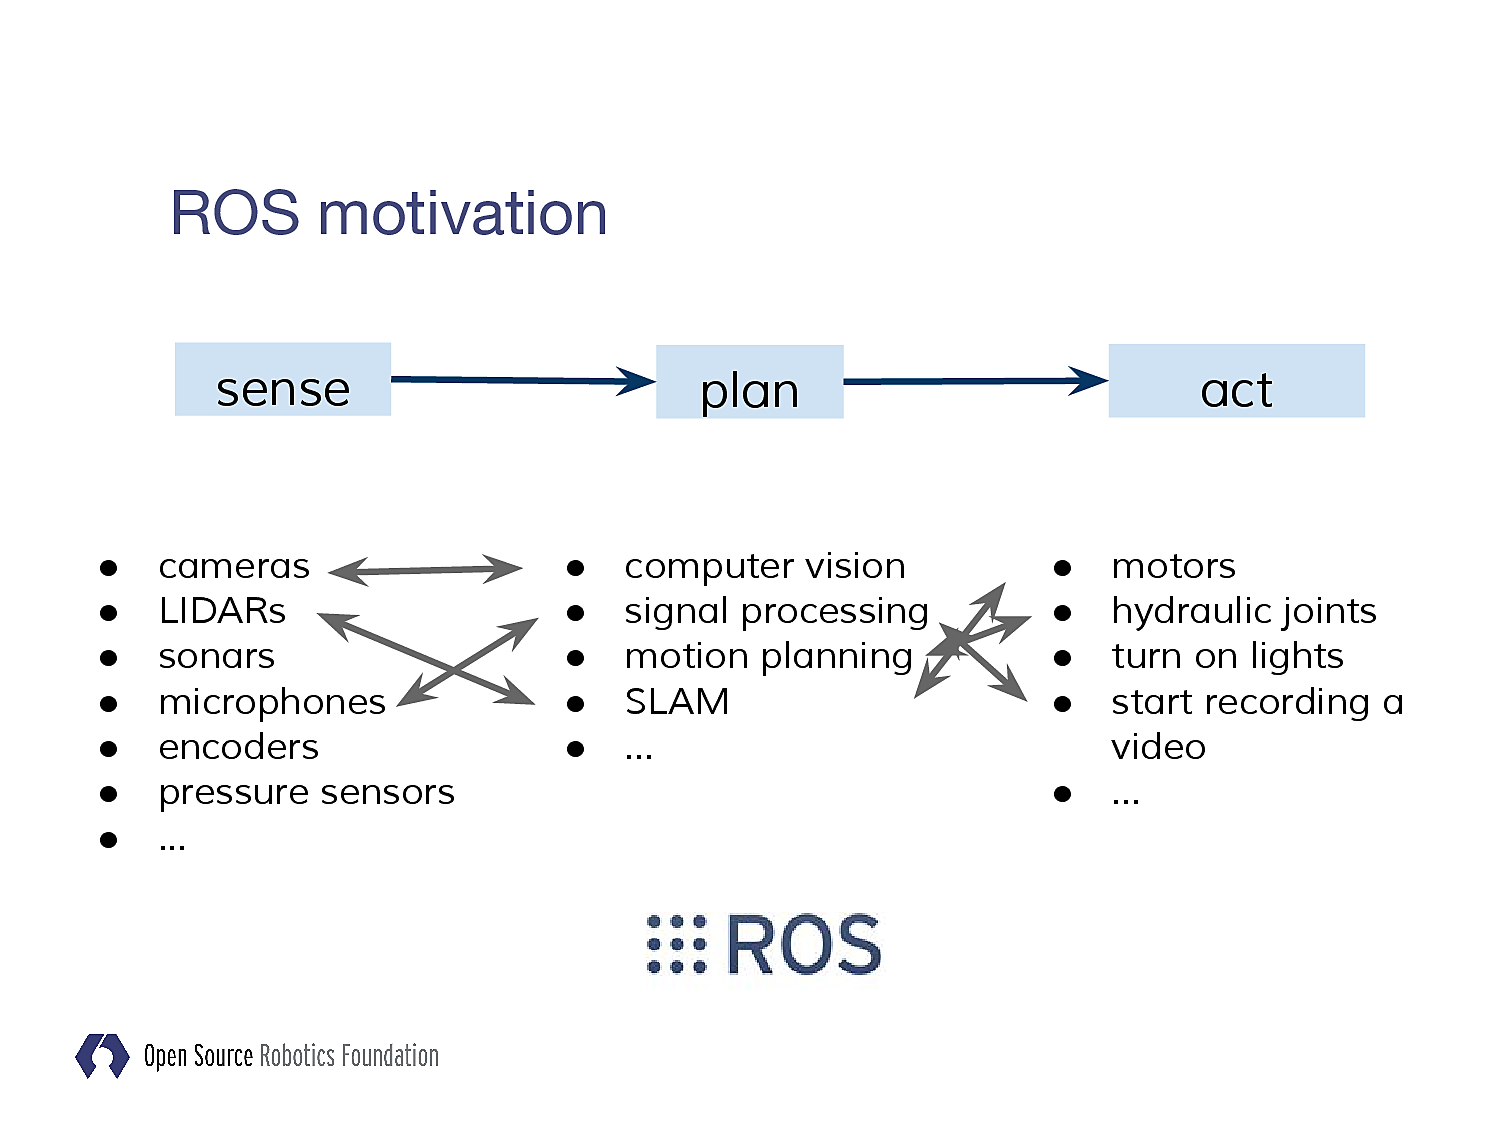 ROS motivation
sense
plan
act
● cameras
● LIDARs
● sonars
● microphones
● encoders
● pressure sensors
● ...
● computer vision
● signal processing
● motion planning
● SLAM
● ...
● motors
● hydraulic joints
● turn on lights
● start recording a
video
● ...
ROS
Open Source Robotics Foundation